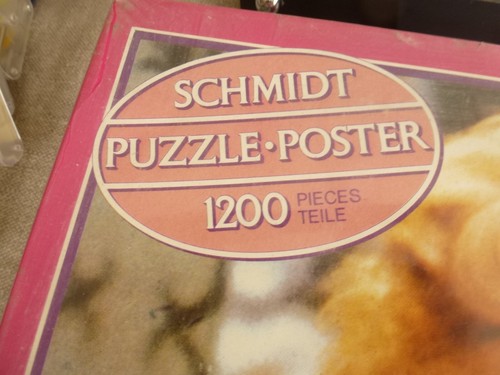 SCHMIDT
PUZZLE·POSTER
1200 PIECES
TEILE